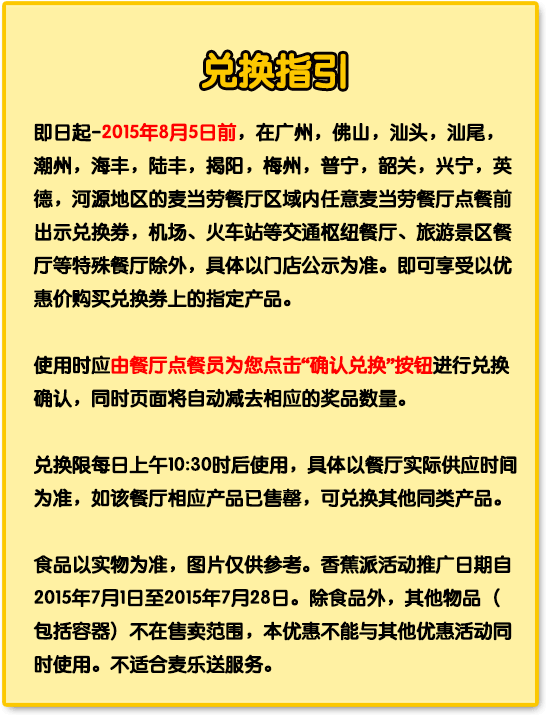 兑换指引
即日起-2015年8月5日前，在广州，佛山，汕头，汕尾，
潮州，海丰，陆丰，揭阳，梅州，普宁，韶关，兴宁，英
德，河源地区的麦当劳餐厅区域内任意麦当劳餐厅点餐前
出示兑换券，机场、火车站等交通枢纽餐厅、旅游景区餐
厅等特殊餐厅除外，具体以门店公示为准。即可享受以优
惠价购买兑换券上的指定产品。
使用时应由餐厅点餐员为您点击“确认兑换”按钮进行兑换
确认，同时页面将自动减去相应的奖品数量。
兑换限每日上午10:30时后使用，具体以餐厅实际供应时间
为准，如该餐厅相应产品已售罄，可兑换其他同类产品。
食品以实物为准，图片仅供参考。香蕉派活动推广日期自
2015年7月1日至2015年7月28日。除食品外，其他物品（
包括容器）不在售卖范围，本优惠不能与其他优惠活动同
时使用。不适合麦乐送服务。